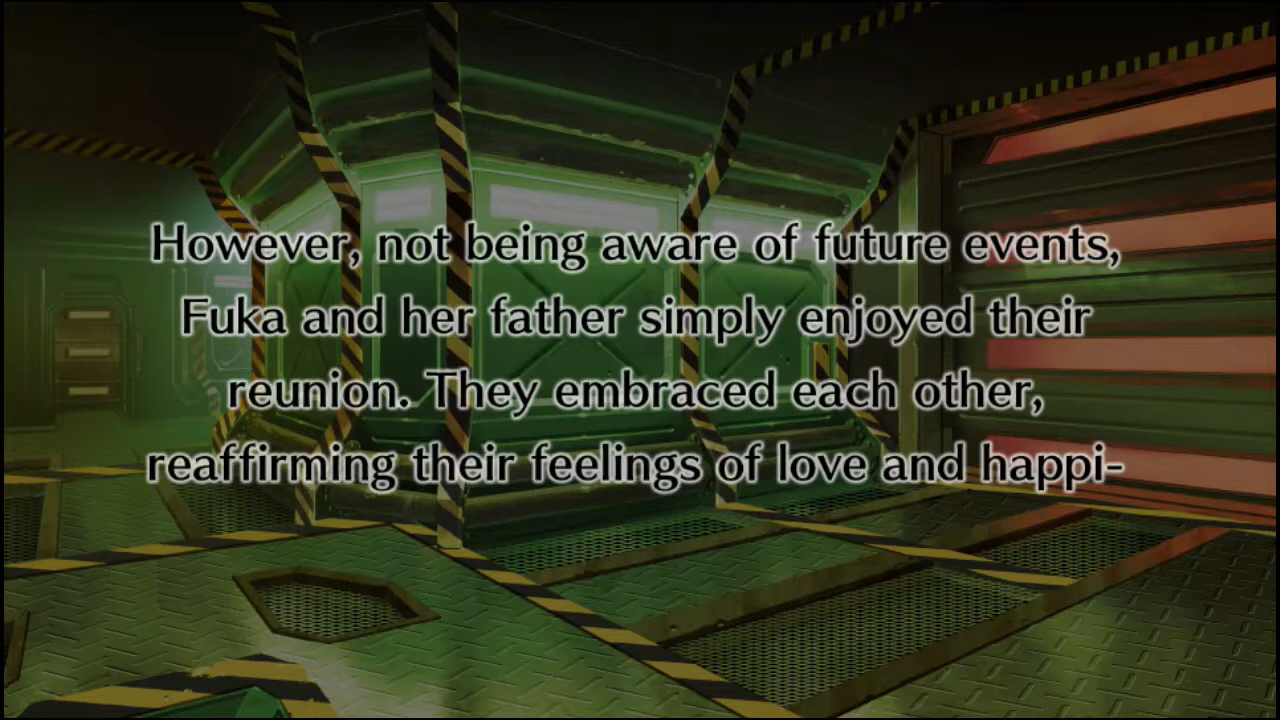 However, not being aware of future events,
Fuka and her father simply enjoyed their
reunion. They embraced each other,
reaffirming their feelings of love and happi-